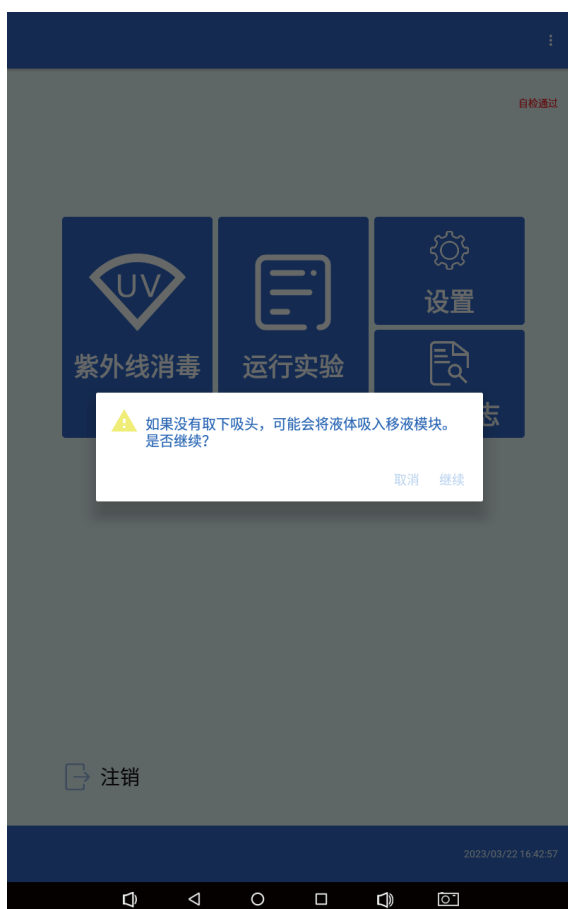 自检通过
UV
紫外线消毒
运行实验
设置
志
如果没有取下吸头，可能会将液体吸入移液模块。
是否继续？
取消 继续
注销
2023/03/22 16:42:57